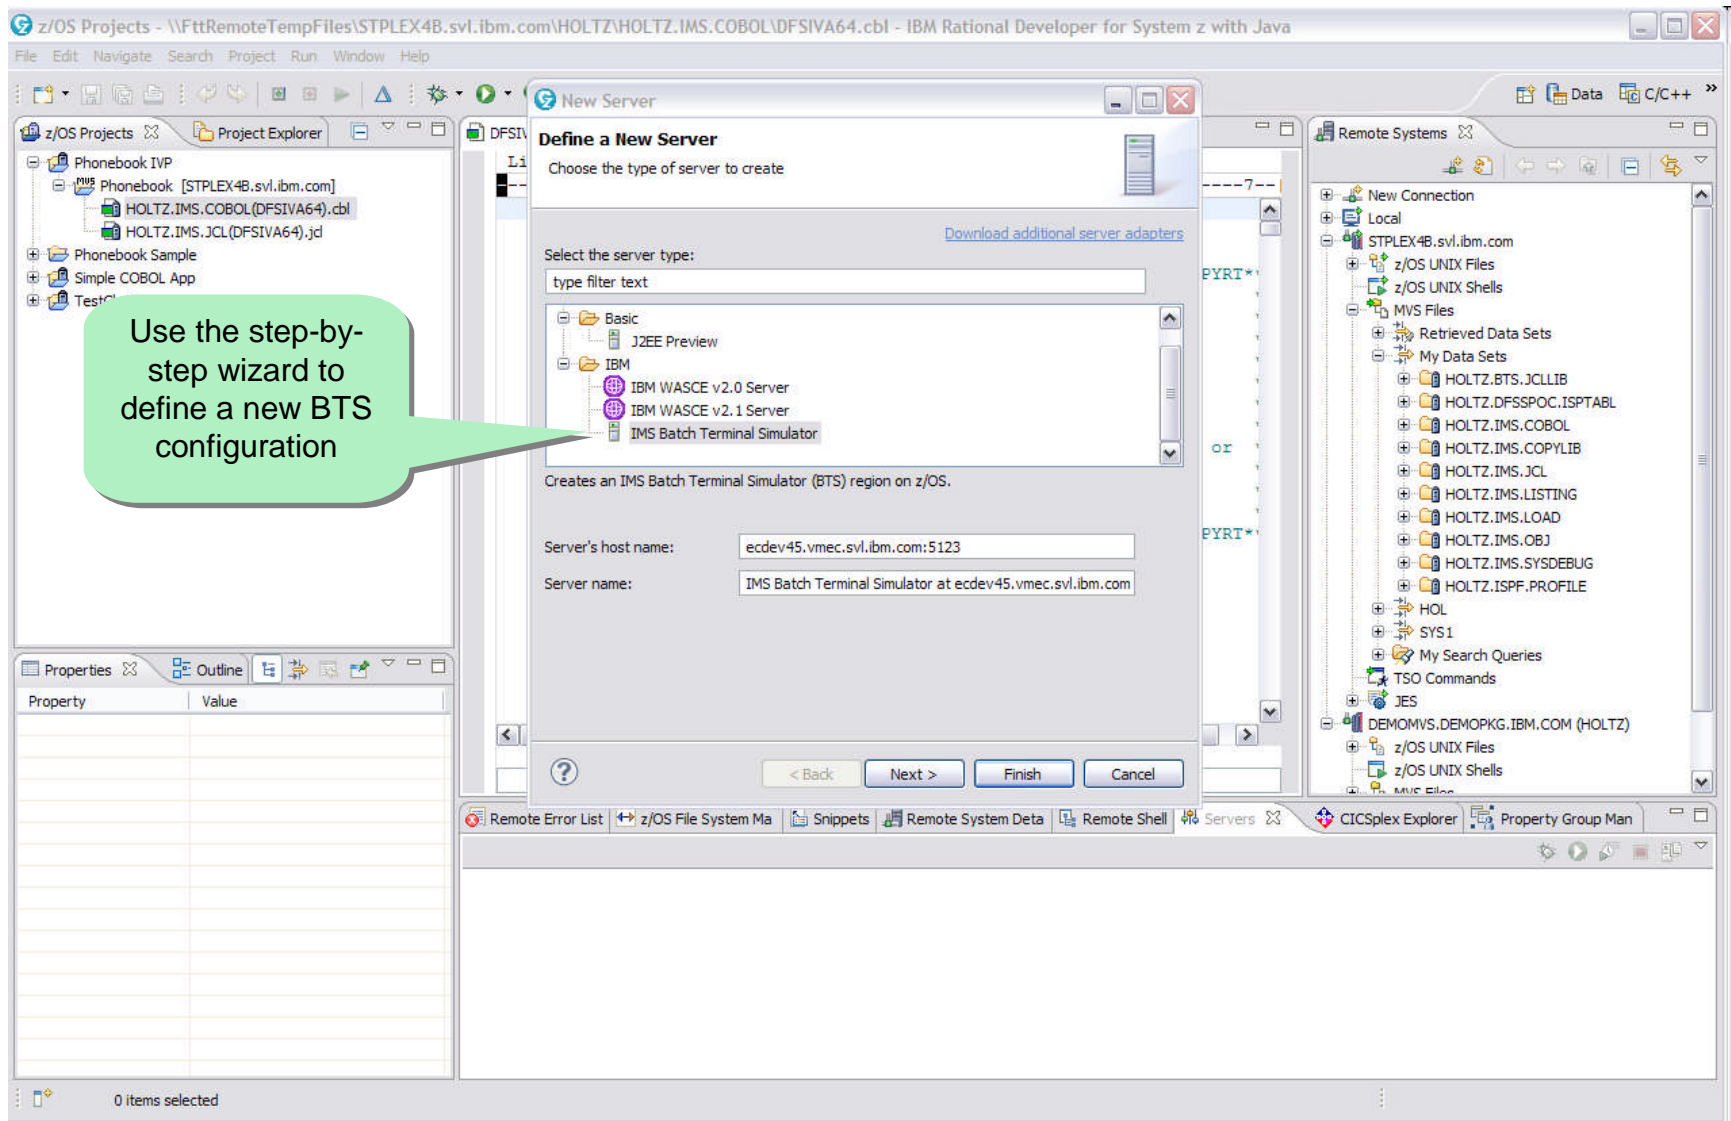 z/OS Projects - \\FttRemoteTempFiles\STPLEX4B.svl.ibm.com\HOLTZ\HOLTZ.IMS.COBOL\DFSIVA64.cbl - IBM Rational Developer for System z with Java
File Edit Navigate Search Project Run Window Help
Data C/C++ »
z/OS Projects Project Explorer
Phonebook IVP
Phonebook [STPLEX4B.svl.ibm.com]
HOLTZ.IMS.COBOL(DFSIVA64).cbl
HOLTZ.IMS.JCL(DFSIVA64).jcl
Phonebook Sample
Simple COBOL App
Use the step-by-
step wizard to
define a new BTS
configuration
Properties Outline
Property Value
0 items selected
New Server
Define a New Server
Choose the type of server to create
Download additional server adapters
Select the server type:
type filter text
Basic
J2EE Preview
IBM
IBM WASCE v2.0 Server
IBM WASCE v2.1 Server
IMS Batch Terminal Simulator
Creates an IMS Batch Terminal Simulator (BTS) region on z/OS.
Server's host name: ecdev45.vmec.svl.ibm.com:5123
Server name: IMS Batch Terminal Simulator at ecdev45.vmec.svl.ibm.com
< Back Next > Finish Cancel
----7--
PYRT*
or
PYRT*
Remote Systems
New Connection
Local
STPLEX4B.svl.ibm.com
z/OS UNIX Files
z/OS UNIX Shells
MVS Files
Retrieved Data Sets
My Data Sets
HOLTZ.BTS.JCLLIB
HOLTZ.DFSSPOC.ISPTABL
HOLTZ.IMS.COBOL
HOLTZ.IMS.COPYLIB
HOLTZ.IMS.JCL
HOLTZ.IMS.LISTING
HOLTZ.IMS.LOAD
HOLTZ.IMS.OBJ
HOLTZ.IMS.SYSDEBUG
HOLTZ.ISPF.PROFILE
HOL
SYS1
My Search Queries
TSO Commands
JES
DEMOMVS.DEMOPKG.IBM.COM (HOLTZ)
z/OS UNIX Files
z/OS UNIX Shells
MVS Files
Remote Error List z/OS File System Ma Snippets Remote System Deta Remote Shell Servers CICSplex Explorer Property Group Man